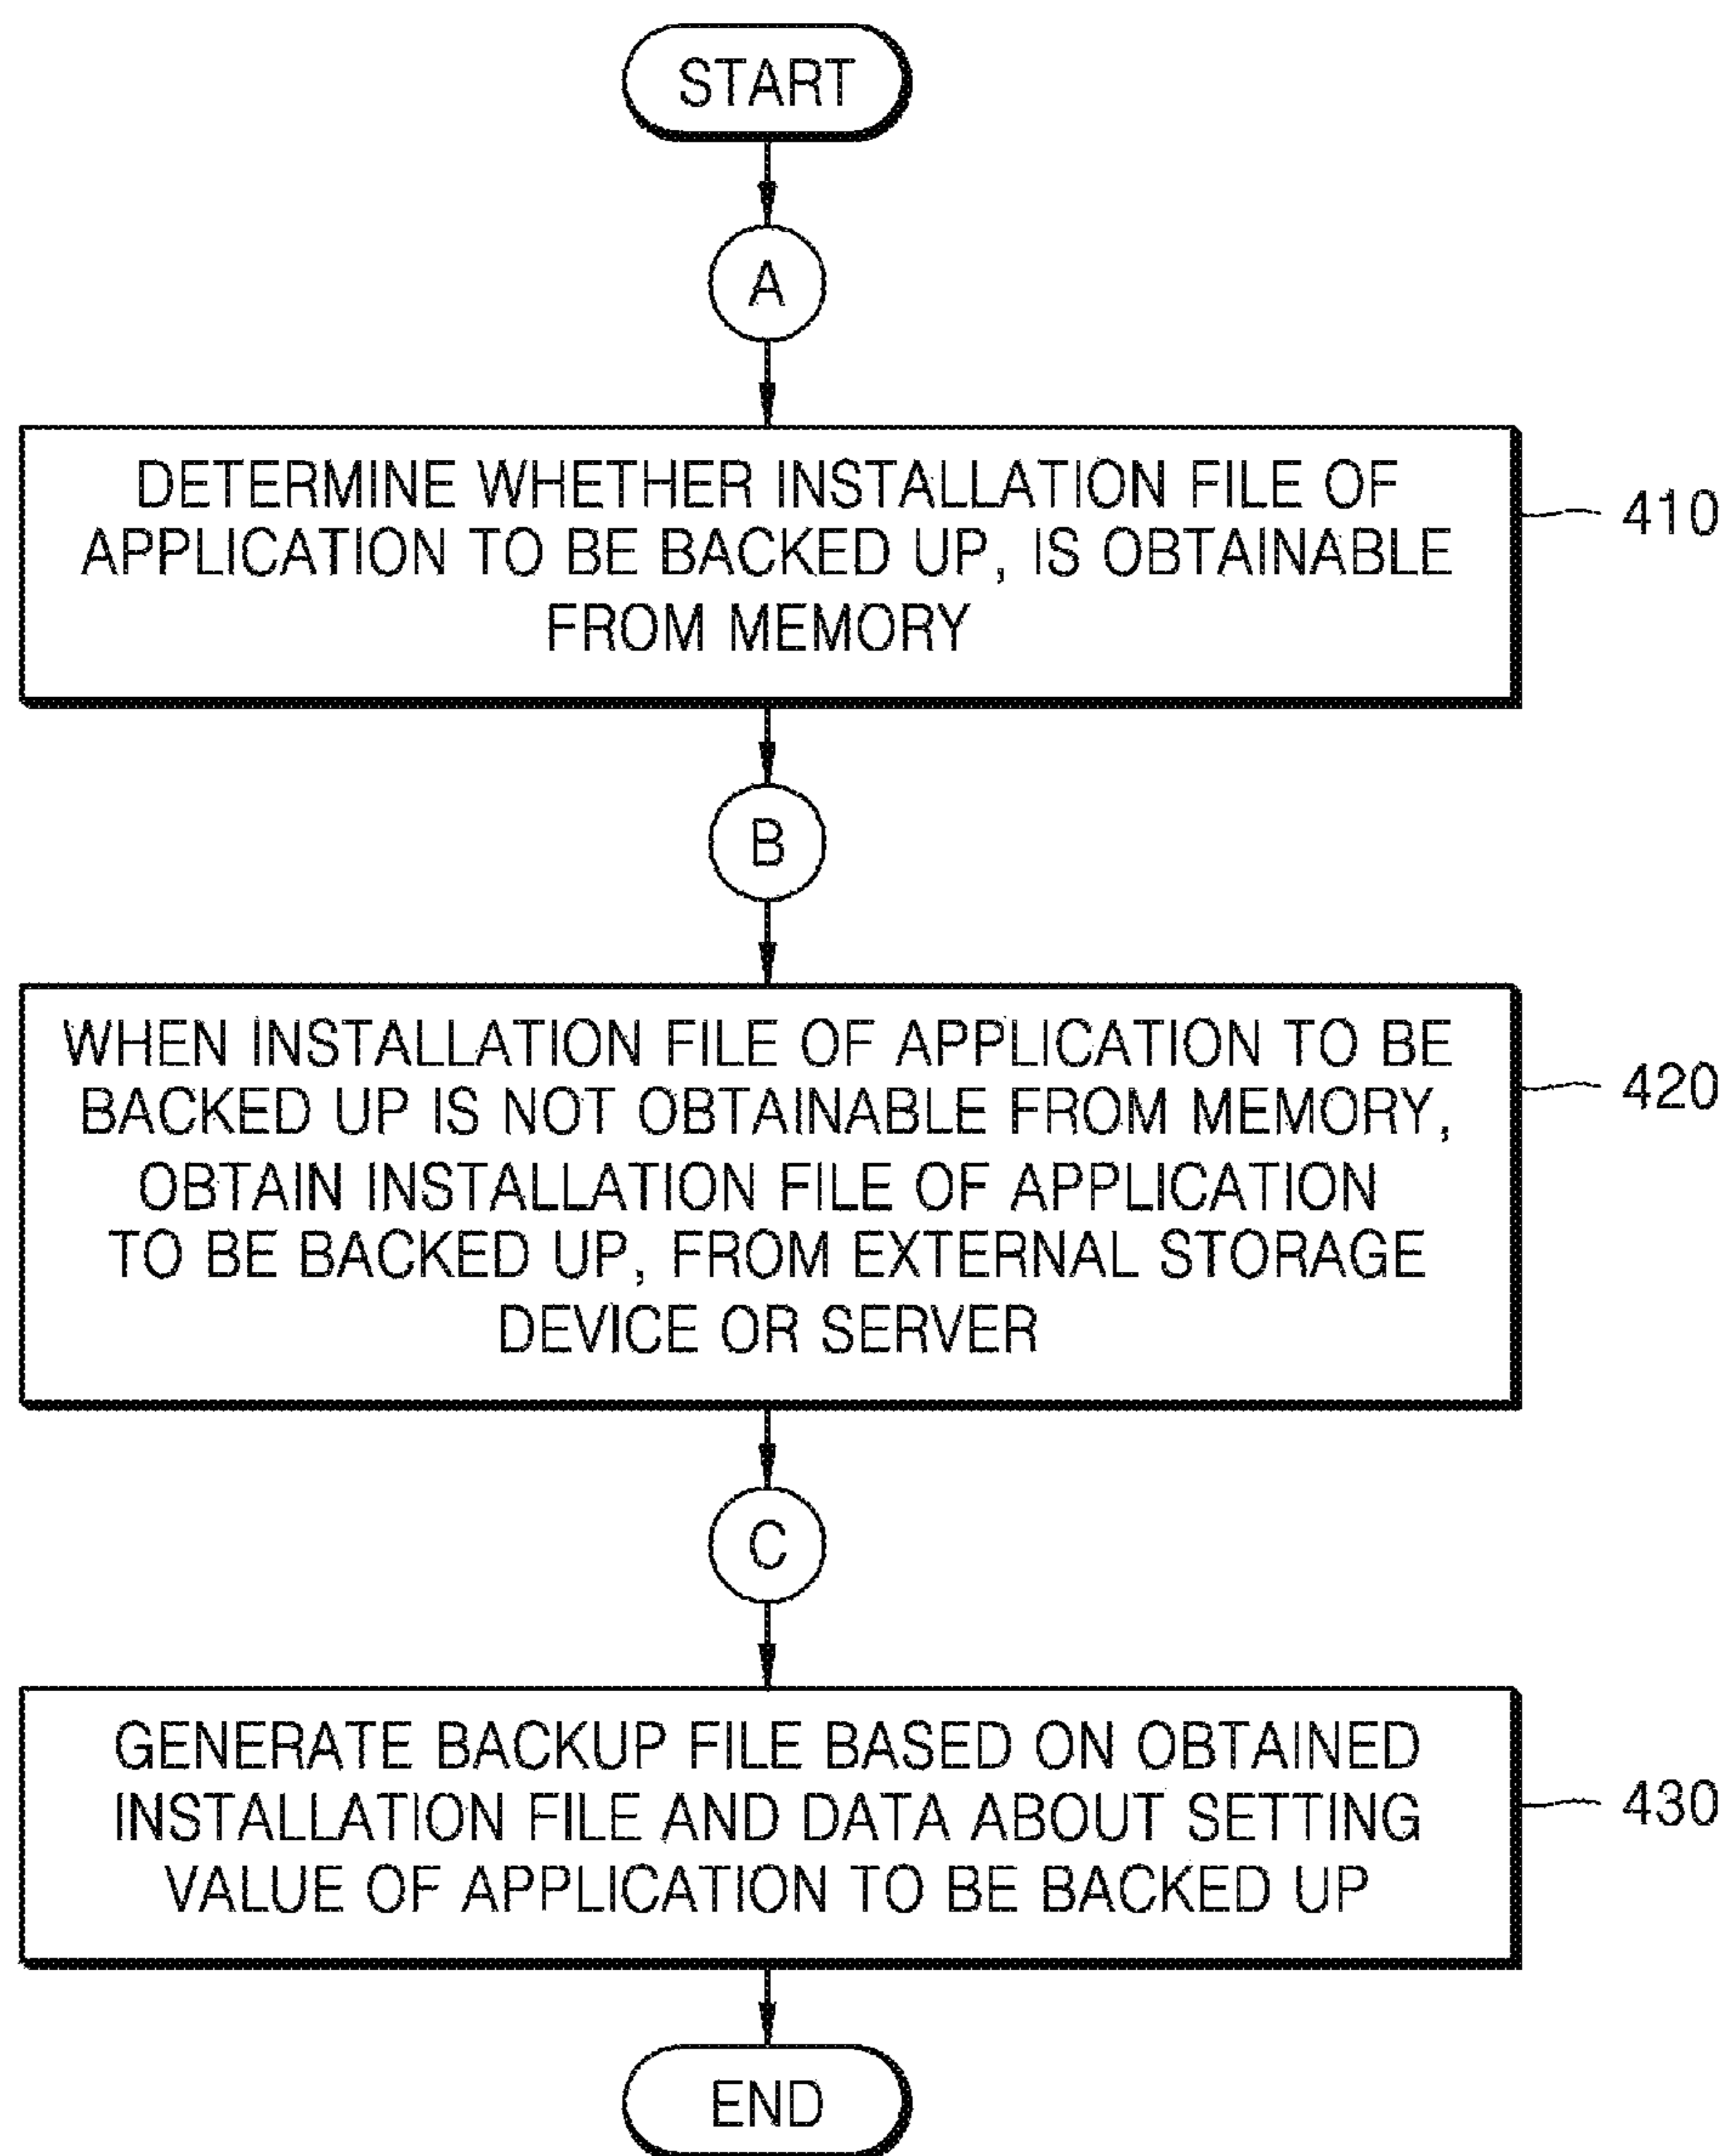 START
A
DETERMINE WHETHER INSTALLATION FILE OF
APPLICATION TO BE BACKED UP, IS OBTAINABLE
FROM MEMORY
410
B
WHEN INSTALLATION FILE OF APPLICATION TO BE
BACKED UP IS NOT OBTAINABLE FROM MEMORY,
OBTAIN INSTALLATION FILE OF APPLICATION
TO BE BACKED UP, FROM EXTERNAL STORAGE
DEVICE OR SERVER
420
C
GENERATE BACKUP FILE BASED ON OBTAINED
INSTALLATION FILE AND DATA ABOUT SETTING
VALUE OF APPLICATION TO BE BACKED UP
430
END